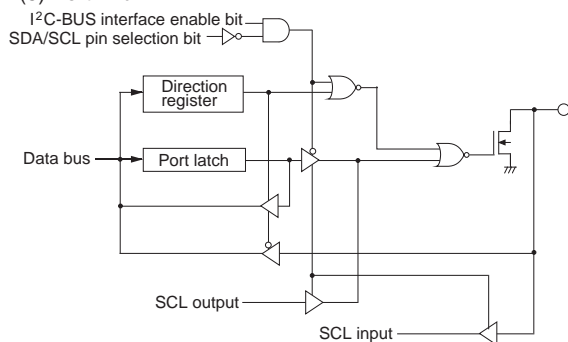 I²C-BUS interface enable bit
SDA/SCL pin selection bit
Direction
register
Data bus
Port latch
SCL output
SCL input